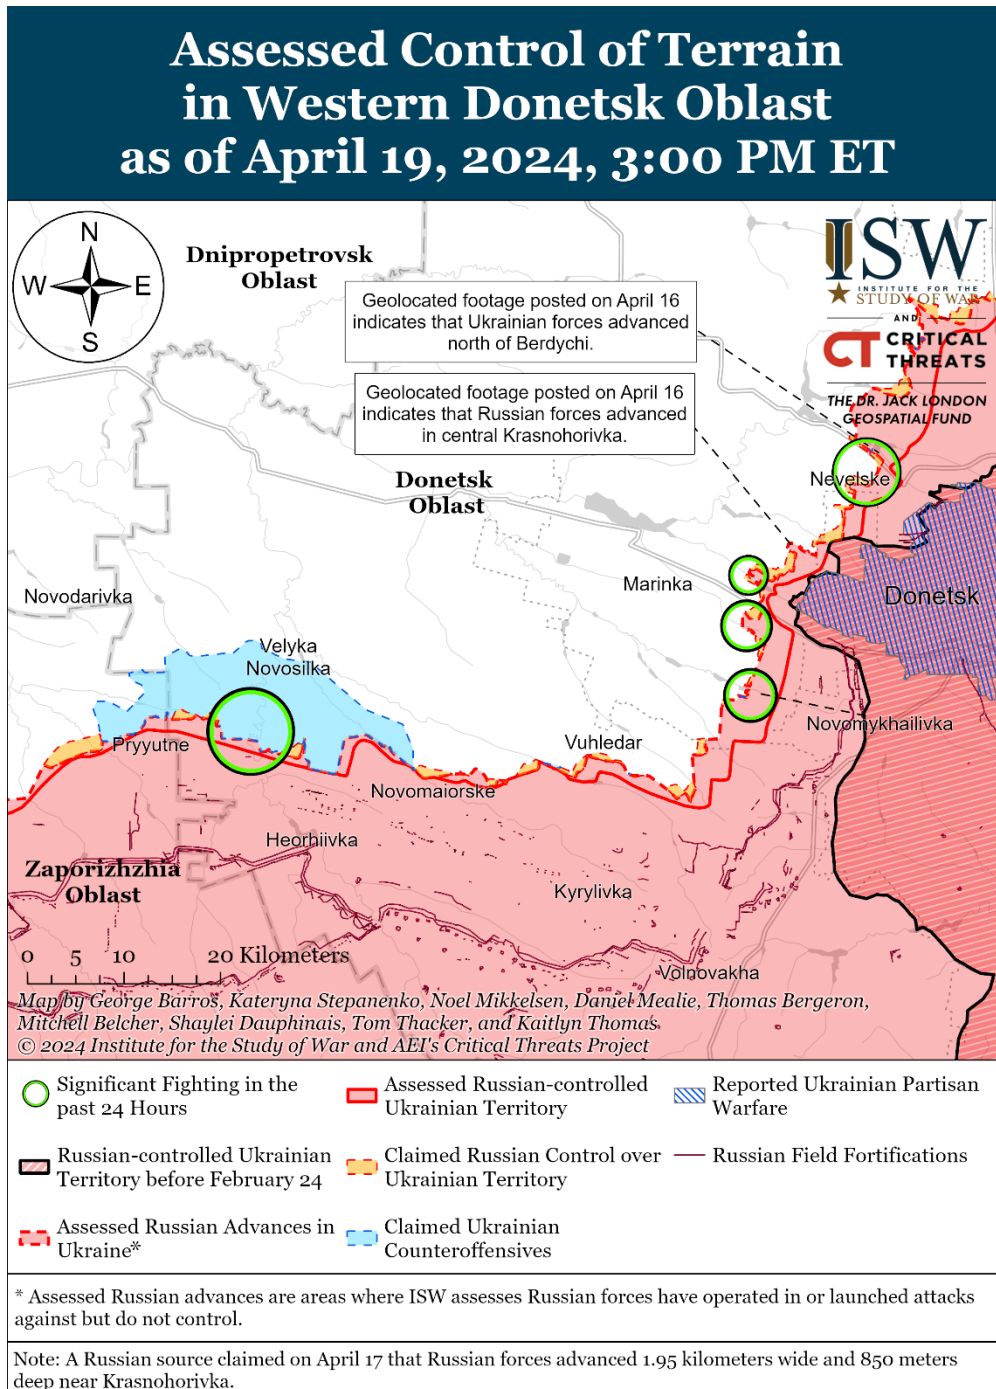 Assessed Control of Terrain
in Western Donetsk Oblast
as of April 19, 2024, 3:00 PM ET
N
W
E
S
Dnipropetrovsk
Oblast
ISW
INSTITUTE FOR THE
STUDY OF WAR
AND
CT CRITICAL
THREATS
THE DR. JACK LONDON
GEOSPATIAL FUND
Geolocated footage posted on April 16
indicates that Ukrainian forces advanced
north of Berdychi.
Geolocated footage posted on April 16
indicates that Russian forces advanced
in central Krasnohorivka.
Donetsk
Oblast
Nevelske
Marinka
Donetsk
Novodarivka
Velyka
Novosilka
Novomykhailivka
Pryyutne
Vuhledar
Novomaiorske
Heorhiivka
Zaporizhzhia
Oblast
Kyrylivka
Volnovakha
0 5 10 20 Kilometers
Map by George Barros, Kateryna Stepanenko, Noel Mikkelsen, Daniel Mealie, Thomas Bergeron,
Mitchell Belcher, Shaylei Dauphinais, Tom Thacker, and Kaitlyn Thomas
© 2024 Institute for the Study of War and AEI's Critical Threats Project
Significant Fighting in the
past 24 Hours
Assessed Russian-controlled
Ukrainian Territory
Reported Ukrainian Partisan
Warfare
Russian-controlled Ukrainian
Territory before February 24
Claimed Russian Control over
Ukrainian Territory
Russian Field Fortifications
Assessed Russian Advances in
Ukraine*
Claimed Ukrainian
Counteroffensives
* Assessed Russian advances are areas where ISW assesses Russian forces have operated in or launched attacks
against but do not control.
Note: A Russian source claimed on April 17 that Russian forces advanced 1.95 kilometers wide and 850 meters
deep near Krasnohorivka.